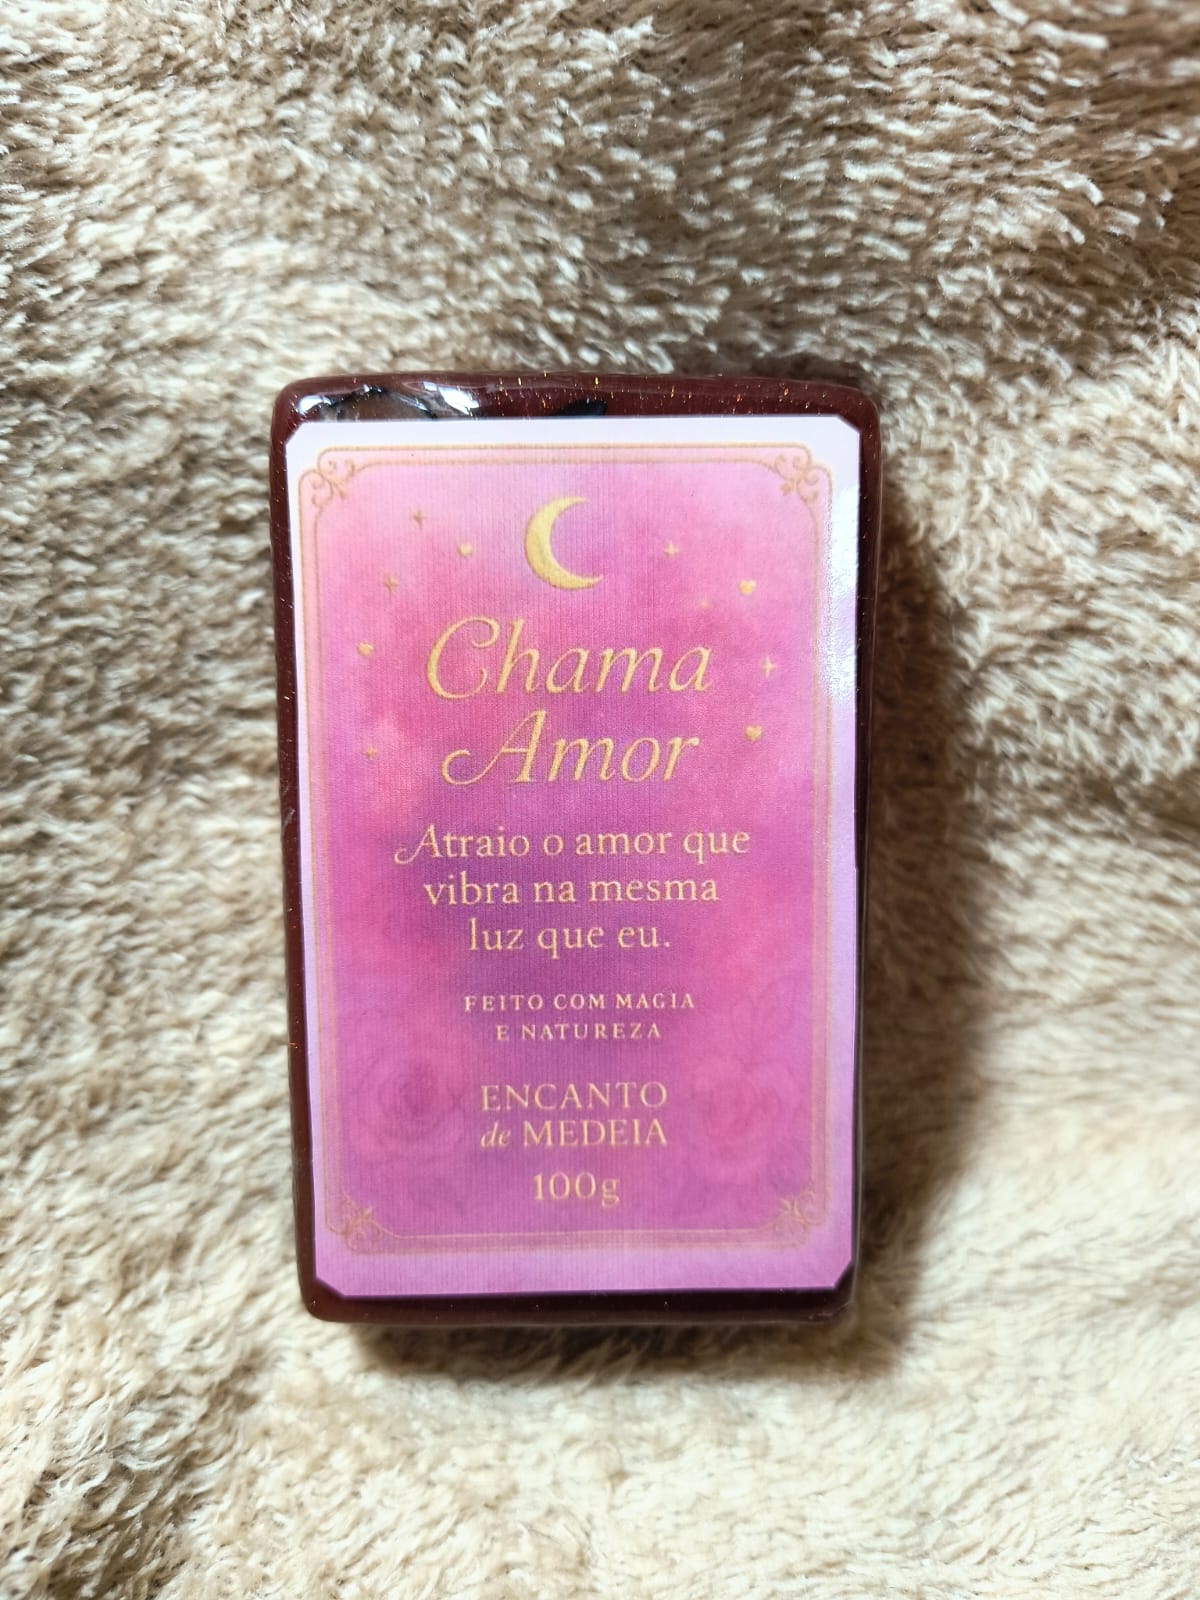 Chama
Amor
Atraio o amor que
vibra na mesma
luz que eu.
FEITO COM MAGIA
E NATUREZA
ENCANTO
de MEDEIA
100g